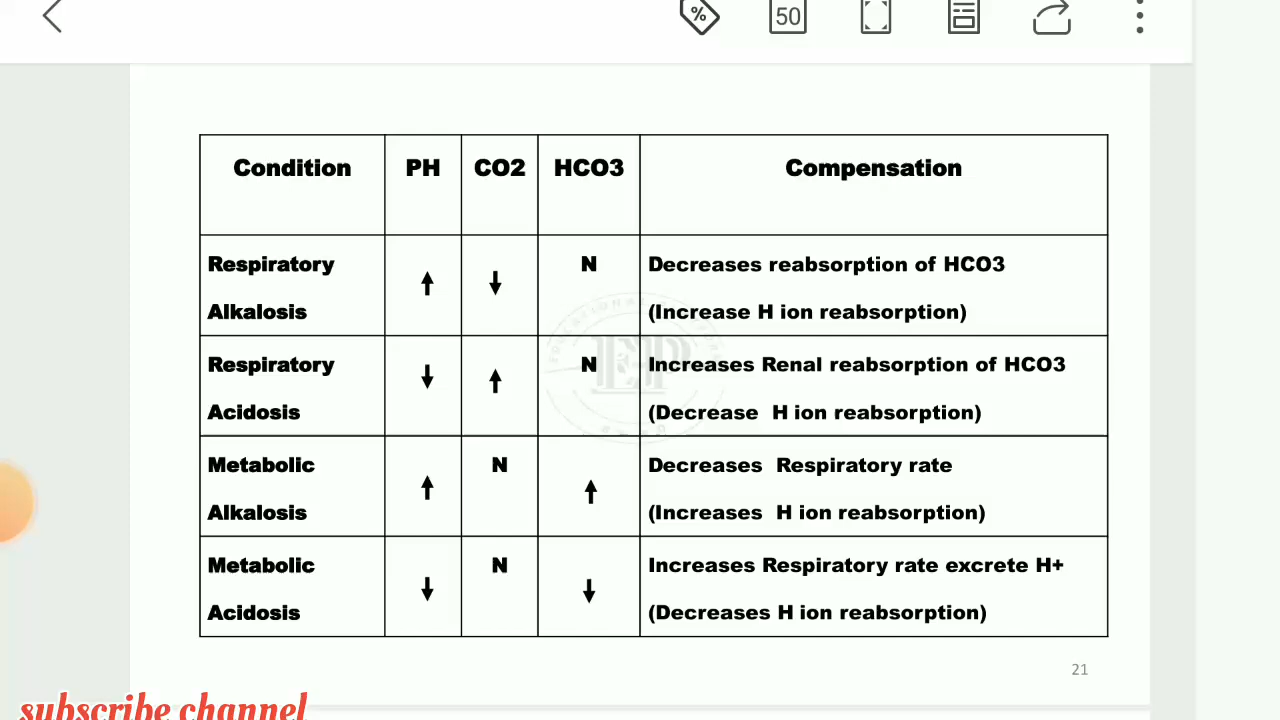 %
50
Condition PH CO2 HCO3 Compensation
Respiratory Alkalosis ↑ ↓ N Decreases reabsorption of HCO3
(Increase H ion reabsorption)
Respiratory Acidosis ↓ ↑ N Increases Renal reabsorption of HCO3
(Decrease H ion reabsorption)
Metabolic Alkalosis ↑ N ↑ Decreases Respiratory rate
(Increases H ion reabsorption)
Metabolic Acidosis ↓ N ↓ Increases Respiratory rate excrete H+
(Decreases H ion reabsorption)
21
subscribe channel